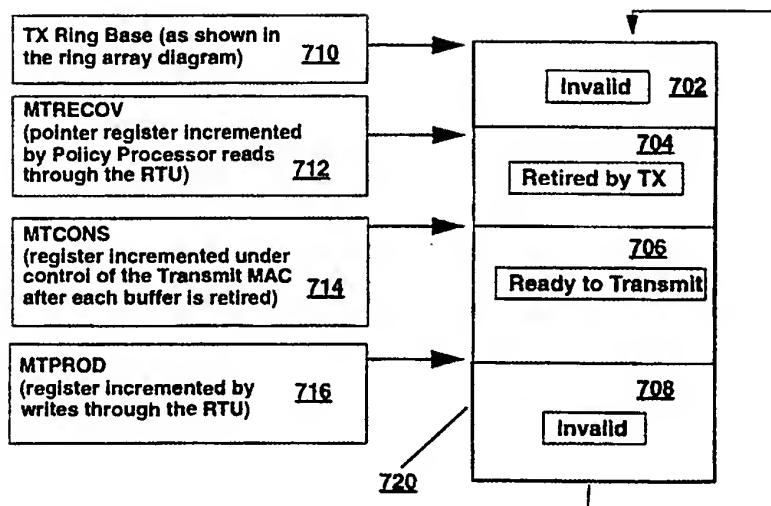 TX Ring Base (as shown in
the ring array diagram) 710
MTRECOV
(pointer register incremented
by Policy Processor reads
through the RTU) 712
MTCONS
(register incremented under
control of the Transmit MAC
after each buffer is retired) 714
MTPROD
(register incremented by
writes through the RTU) 716
Invalid 702
704
Retired by TX
706
Ready to Transmit
708
Invalid
720